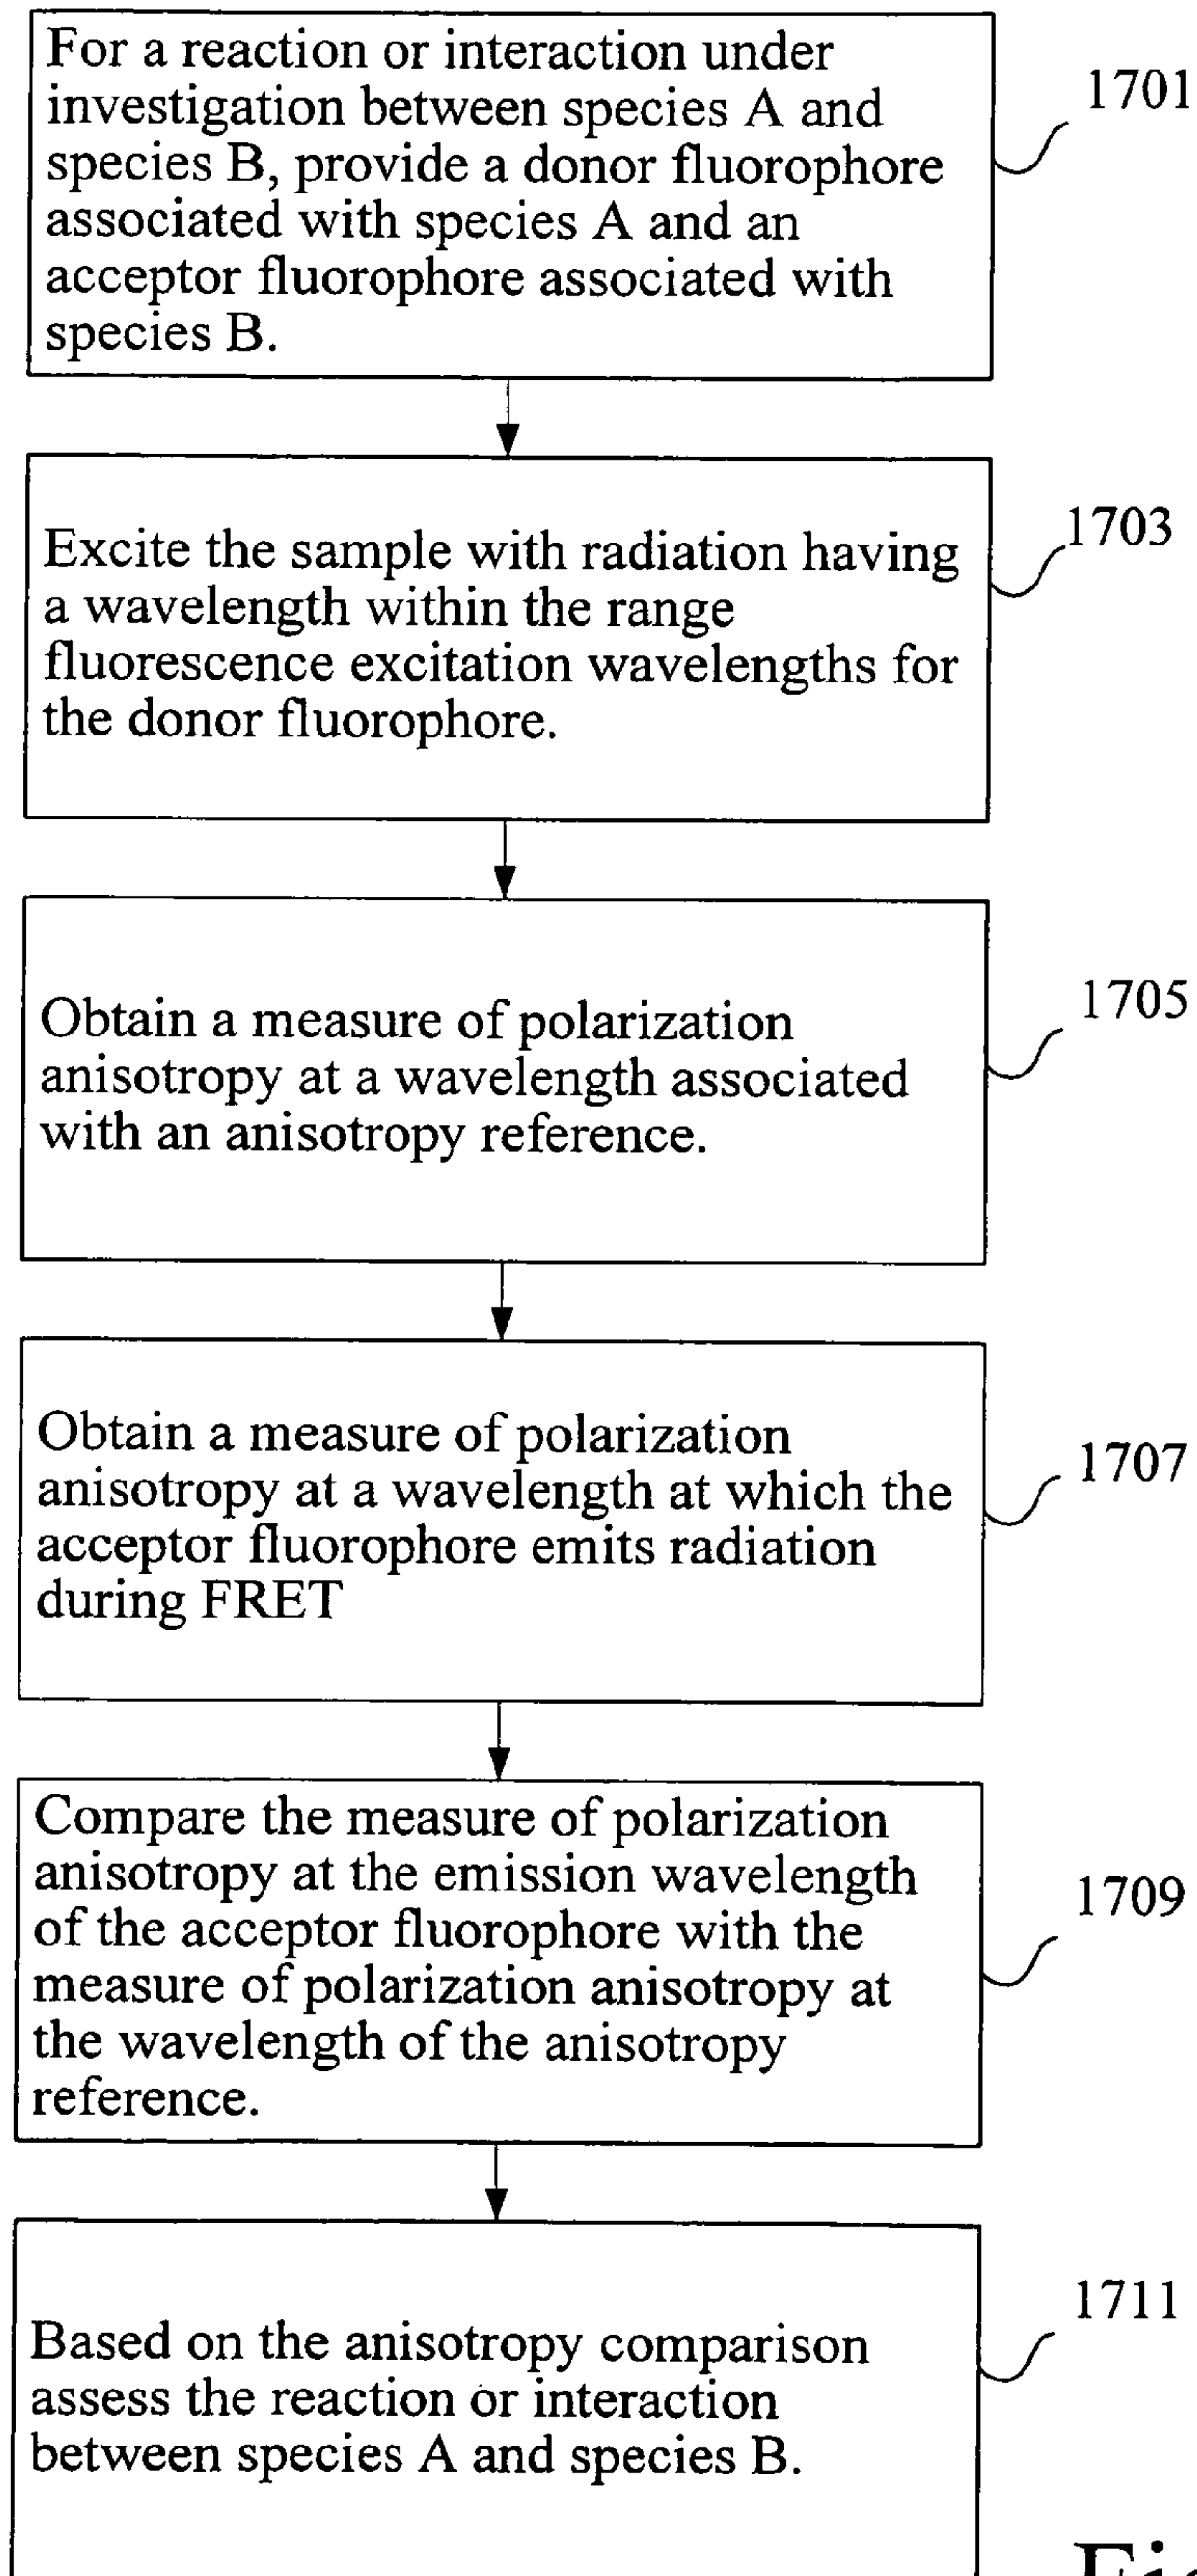 For a reaction or interaction under
investigation between species A and
species B, provide a donor fluorophore
associated with species A and an
acceptor fluorophore associated with
species B.
1701
Excite the sample with radiation having
a wavelength within the range
fluorescence excitation wavelengths for
the donor fluorophore.
1703
Obtain a measure of polarization
anisotropy at a wavelength associated
with an anisotropy reference.
1705
Obtain a measure of polarization
anisotropy at a wavelength at which the
acceptor fluorophore emits radiation
during FRET
1707
Compare the measure of polarization
anisotropy at the emission wavelength
of the acceptor fluorophore with the
measure of polarization anisotropy at
the wavelength of the anisotropy
reference.
1709
Based on the anisotropy comparison
assess the reaction or interaction
between species A and species B.
1711